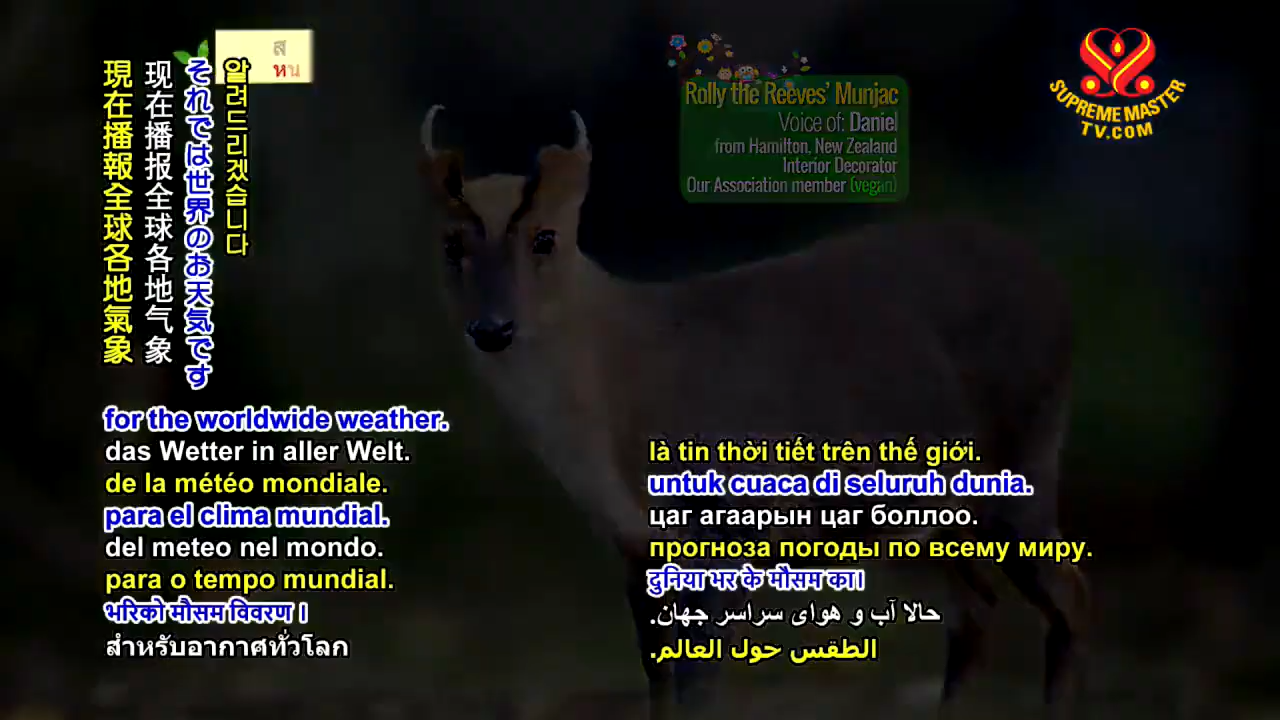 現在播報全球各地氣象
现在播报全球各地气象
それでは世界のお天気です
알려드리겠습니다
ส
หน
Rolly the Reeves' Munjac
Voice of: Daniel
from Hamilton, New Zealand
Interior Decorator
Our Association member (vegan)
SUPREME MASTER
TV.COM
for the worldwide weather.
das Wetter in aller Welt.
de la météo mondiale.
para el clima mundial.
del meteo nel mondo.
para o tempo mundial.
भरिको मौसम विवरण ।
สำหรับอากาศทั่วโลก
là tin thời tiết trên thế giới.
untuk cuaca di seluruh dunia.
цаг агаарын цаг боллоо.
прогноза погоды по всему миру.
दुनिया भर के मौसम का।
حالا آب و هوای سراسر جهان.
الطقس حول العالم.